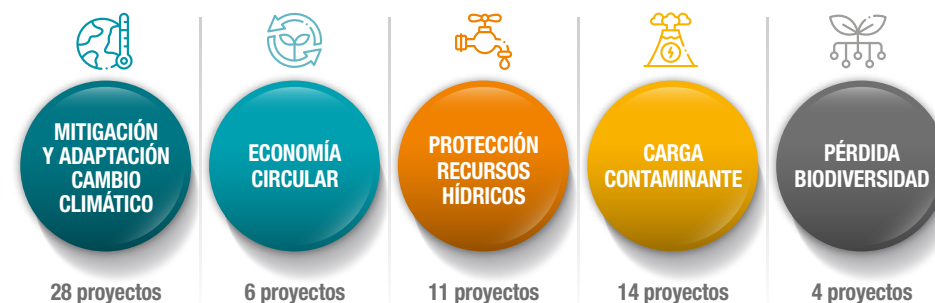 MITIGACIÓN
Y ADAPTACIÓN
CAMBIO
CLIMÁTICO
28 proyectos
ECONOMÍA
CIRCULAR
6 proyectos
PROTECCIÓN
RECURSOS
HÍDRICOS
11 proyectos
CARGA
CONTAMINANTE
14 proyectos
PÉRDIDA
BIODIVERSIDAD
4 proyectos